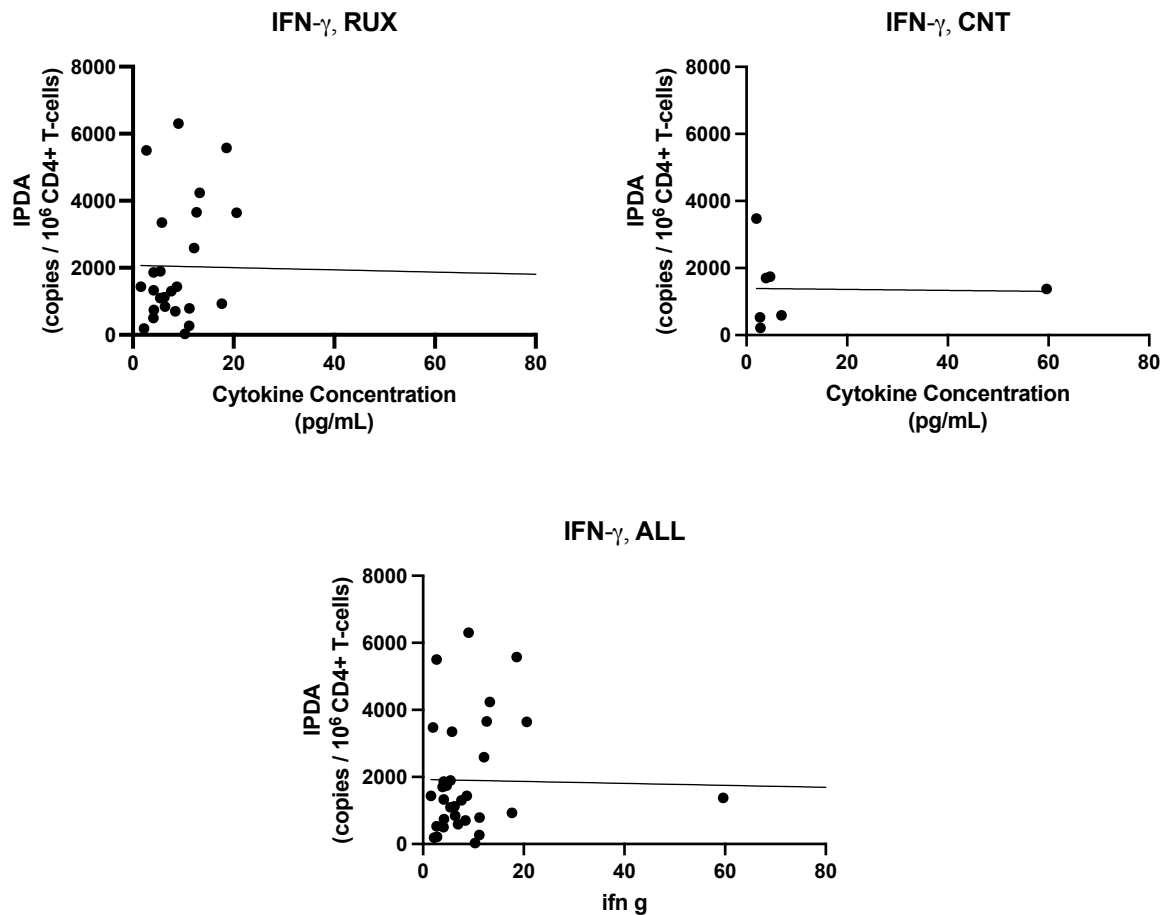 IFN-γ, RUX
8000
6000
4000
2000
0
IPDA
(copies / 10⁶ CD4+ T-cells)
0 20 40 60 80
Cytokine Concentration
(pg/mL)
IFN-γ, CNT
8000
6000
4000
2000
0
IPDA
(copies / 10⁶ CD4+ T-cells)
0 20 40 60 80
Cytokine Concentration
(pg/mL)
IFN-γ, ALL
8000
6000
4000
2000
0
IPDA
(copies / 10⁶ CD4+ T-cells)
0 20 40 60 80
ifn g